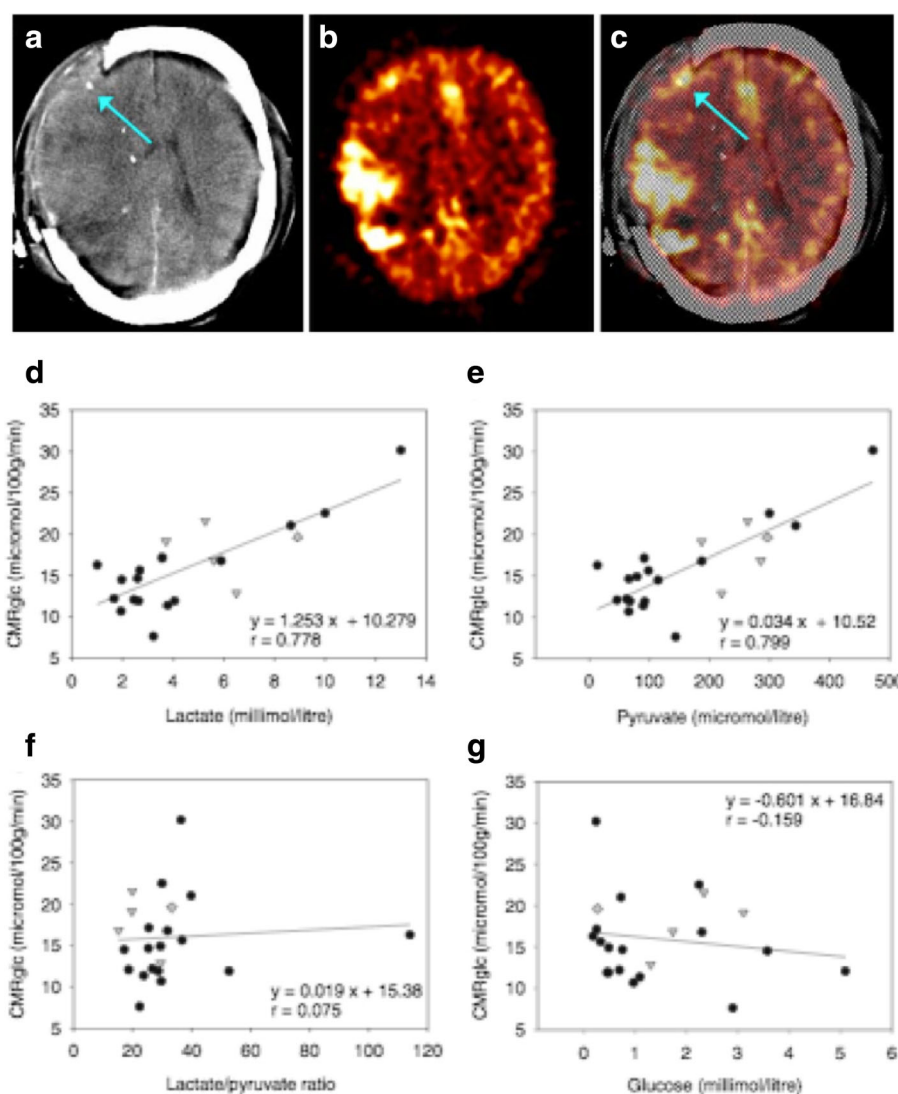 a
b
c
d
e
35
30
25
20
15
10
5
CMRglc (micromol/100g/min)
y = 1.253 x + 10.279
r = 0.778
0 2 4 6 8 10 12 14
Lactate (millimol/litre)
35
30
25
20
15
10
5
CMRglc (micromol/100g/min)
y = 0.034 x + 10.52
r = 0.799
0 100 200 300 400 500
Pyruvate (micromol/litre)
f
g
35
30
25
20
15
10
5
CMRglc (micromol/100g/min)
y = 0.019 x + 15.38
r = 0.075
0 20 40 60 80 100 120
Lactate/pyruvate ratio
35
30
25
20
15
10
5
CMRglc (micromol/100g/min)
y = -0.601 x + 16.84
r = -0.159
0 1 2 3 4 5 6
Glucose (millimol/litre)